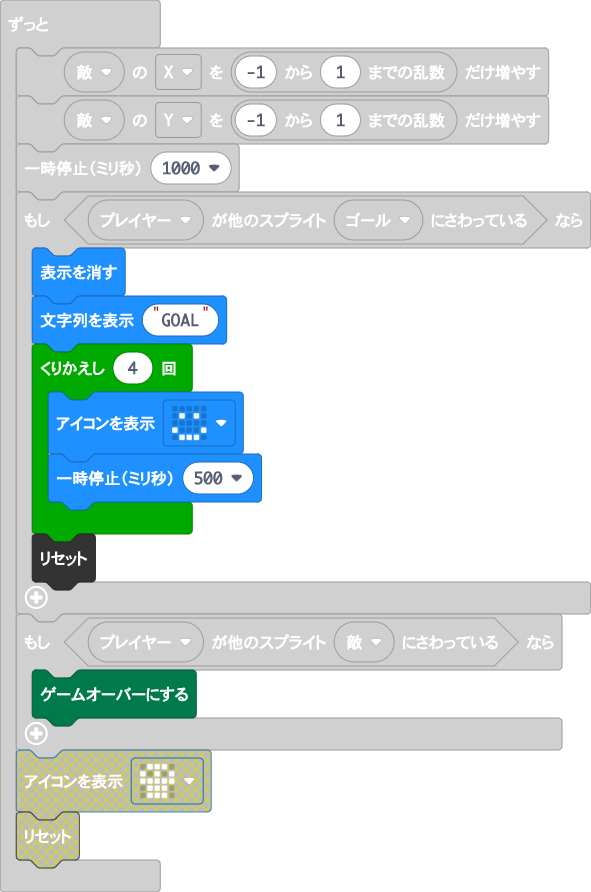 ずっと
敵 の X を -1 から 1 までの乱数 だけ増やす
敵 の Y を -1 から 1 までの乱数 だけ増やす
一時停止(ミリ秒) 1000
もし プレイヤー が他のスプライト ゴール にさわっている なら
表示を消す
文字列を表示 "GOAL"
くりかえし 4 回
アイコンを表示
一時停止(ミリ秒) 500
リセット
もし プレイヤー が他のスプライト 敵 にさわっている なら
ゲームオーバーにする
アイコンを表示
リセット